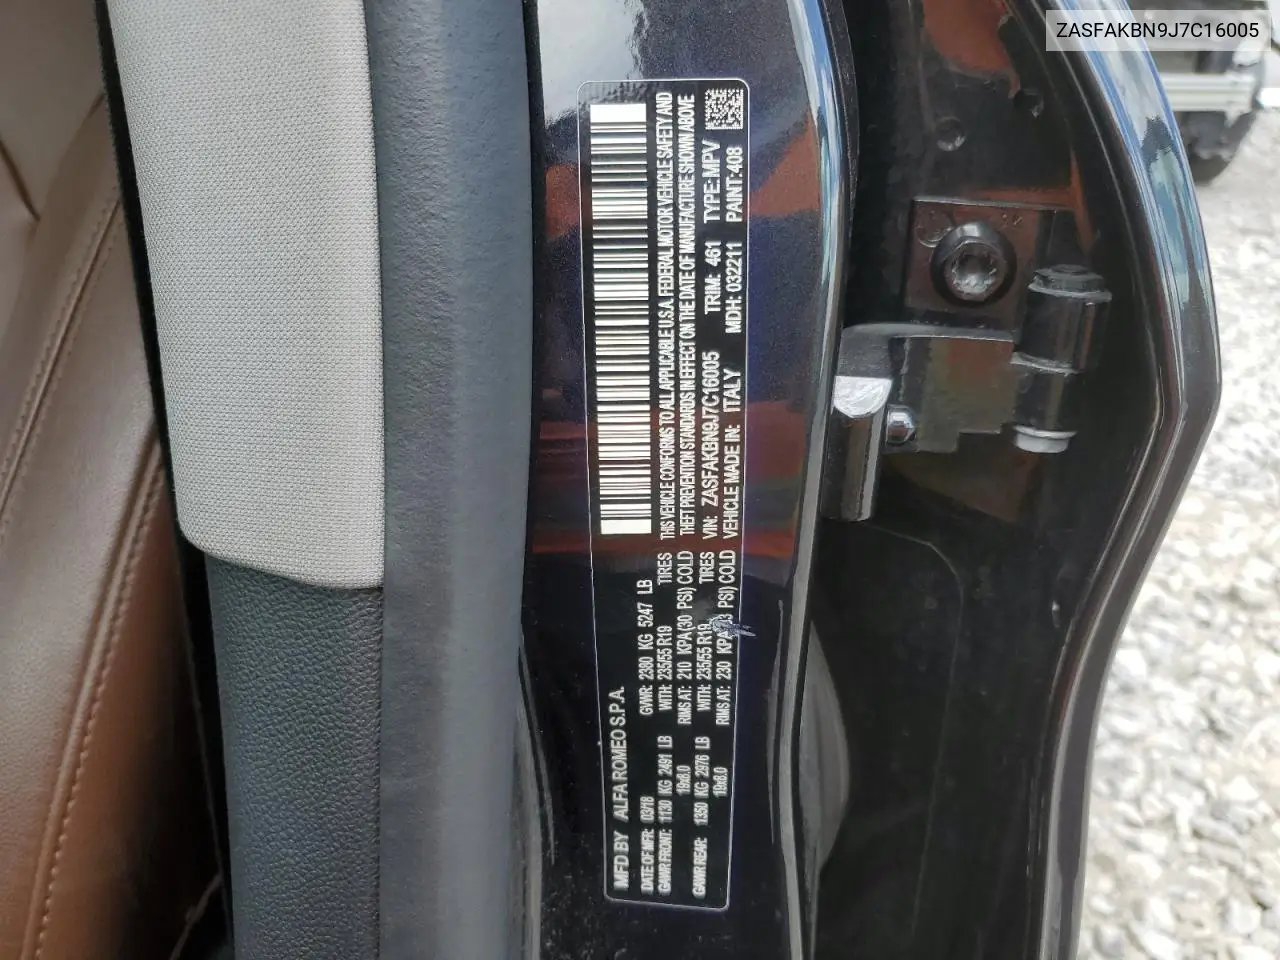 ZASFAKBN9J7C16005
MFD BY ALFA ROMEO S.P.A.
DATE OF MFR: 03/18 GVWR: 2380 KG 5247 LB
GAWR FRONT: 1130 KG 2491 LB WITH: 235/55 R19 TIRES
19x8.0 RIMS AT: 210 KPA(30 PSI) COLD
GAWR REAR: 1350 KG 2976 LB WITH: 235/55 R19 TIRES
19x8.0 RIMS AT: 230 PSI) COLD
THIS VEHICLE CONFORMS TO ALL APPLICABLE U.S.A. FEDERAL MOTOR VEHICLE SAFETY AND
THEFT PREVENTION STANDARDS IN EFFECT ON THE DATE OF MANUFACTURE SHOWN ABOVE
VIN: ZASFAKBN9J7C16005 TRIM: 461 TYPE: MPV
VEHICLE MADE IN: ITALY MDH: 032211 PAINT: 408